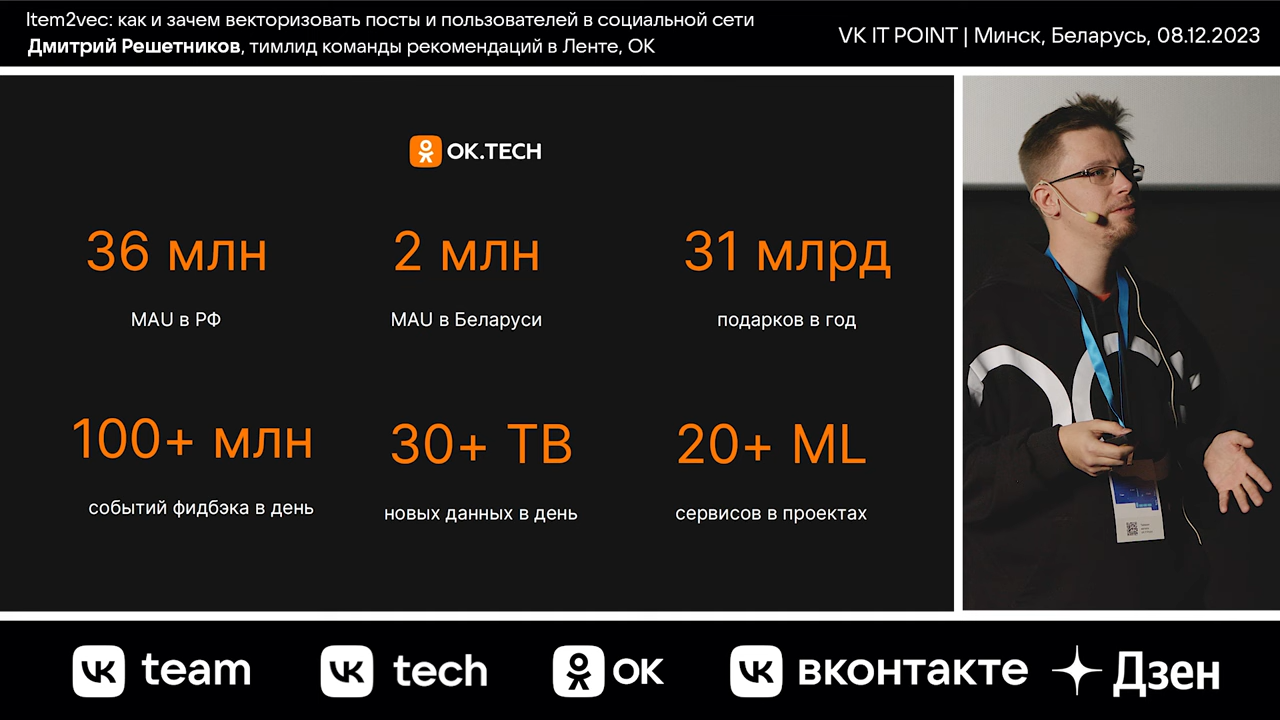 Item2vec: как и зачем векторизовать посты и пользователей в социальной сети
Дмитрий Решетников, тимлид команды рекомендаций в Ленте, ОК
VK IT POINT | Минск, Беларусь, 08.12.2023
OK.TECH
36 млн
MAU в РФ
2 млн
MAU в Беларуси
31 млрд
подарков в год
100+ млн
событий фидбэка в день
30+ TB
новых данных в день
20+ ML
сервисов в проектах
team
tech
ОК
вконтакте
Дзен